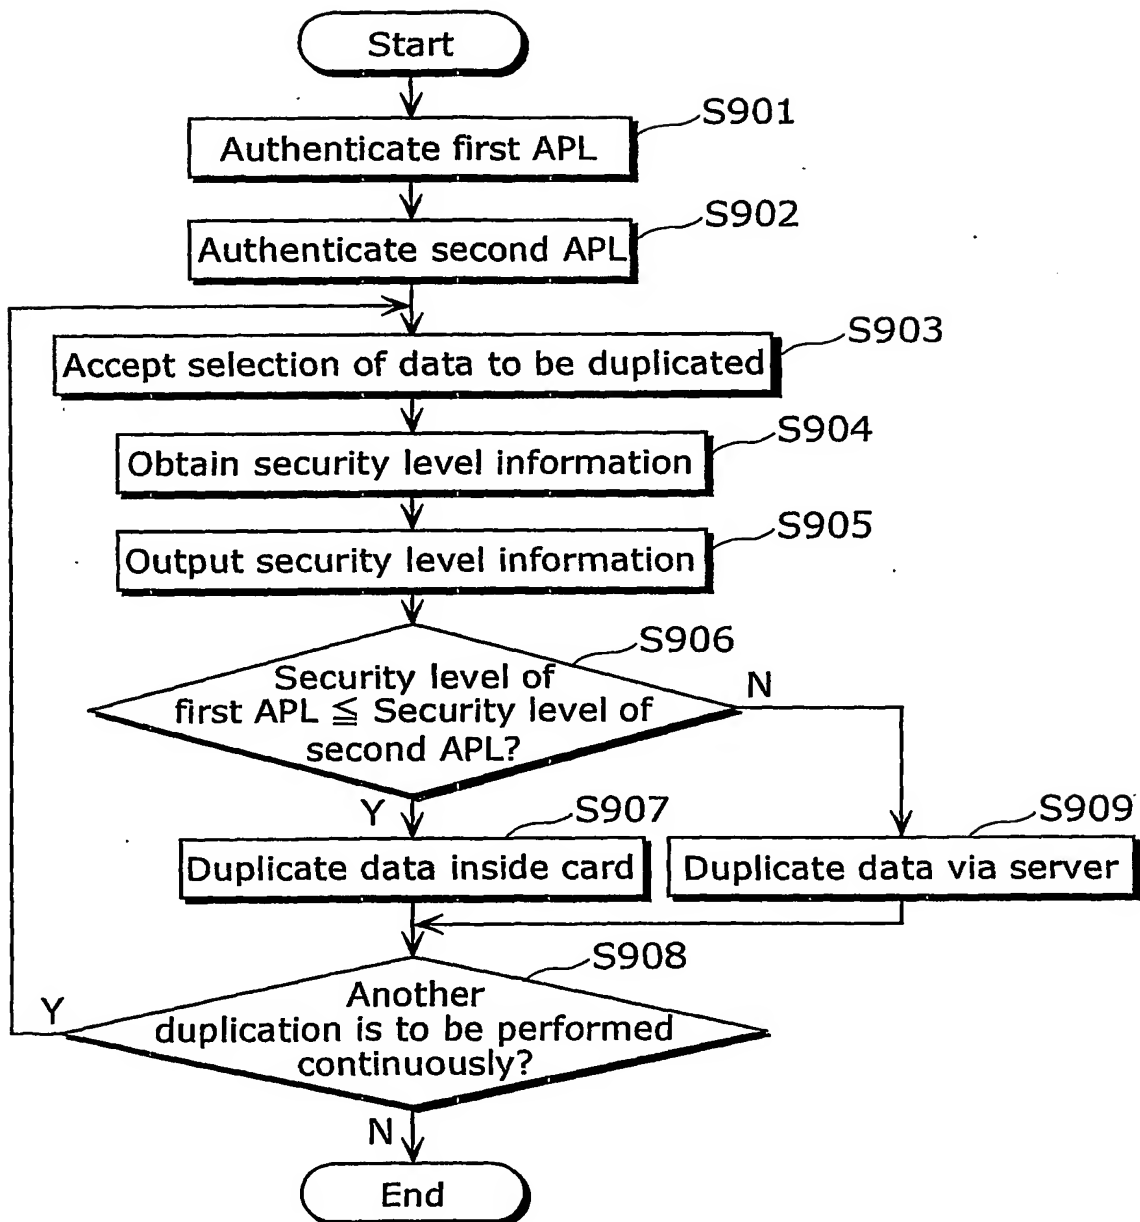 Start
S901
Authenticate first APL
S902
Authenticate second APL
S903
Accept selection of data to be duplicated
S904
Obtain security level information
S905
Output security level information
S906
Security level of
first APL ≦ Security level of
second APL?
N
Y
S907
Duplicate data inside card
S909
Duplicate data via server
S908
Another
duplication is to be performed
continuously?
Y
N
End